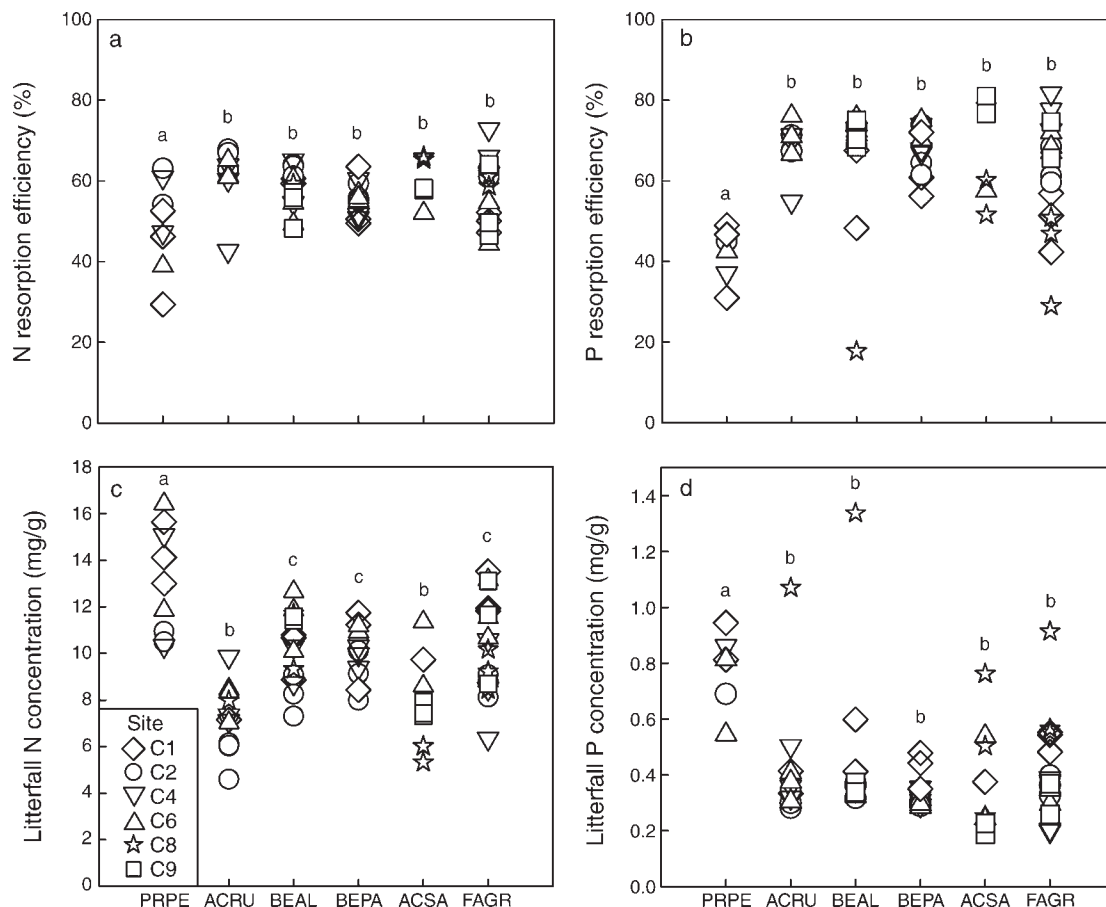 a
N resorption efficiency (%)
100
80
60
40
20
0
a
b
b
b
b
b
b
P resorption efficiency (%)
100
80
60
40
20
0
a
b
b
b
b
b
c
Litterfall N concentration (mg/g)
18
16
14
12
10
8
6
4
2
0
a
b
c
c
b
c
Site
C1
C2
C4
C6
C8
C9
PRPE ACRU BEAL BEPA ACSA FAGR
d
Litterfall P concentration (mg/g)
1.4
1.2
1.0
0.8
0.6
0.4
0.2
0.0
a
b
b
b
b
b
PRPE ACRU BEAL BEPA ACSA FAGR